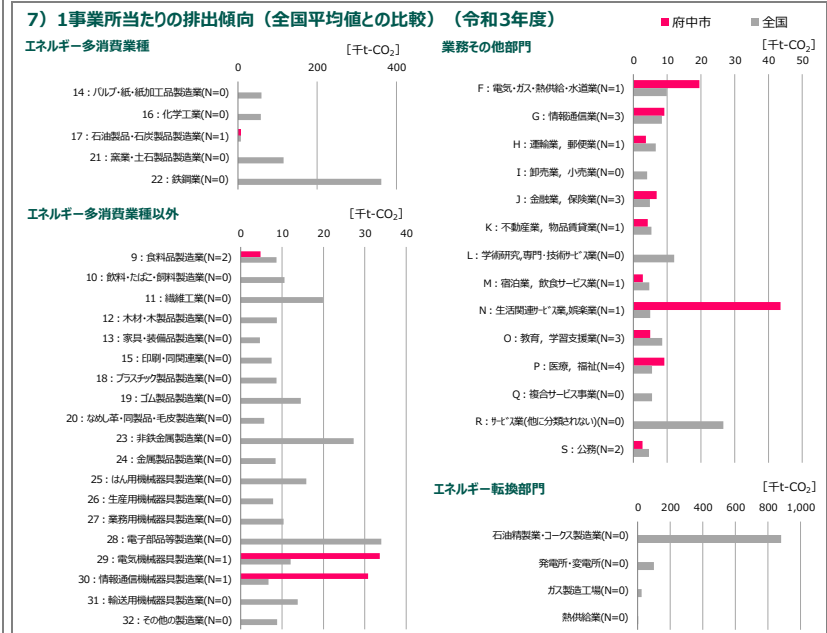 7）1事業所当たりの排出傾向（全国平均値との比較）（令和3年度）
府中市 全国
エネルギー多消費業種
[千t-CO₂]
0 200 400
14：パルプ・紙・紙加工品製造業(N=0)
16：化学工業(N=0)
17：石油製品・石炭製品製造業(N=1)
21：窯業・土石製品製造業(N=0)
22：鉄鋼業(N=0)
エネルギー多消費業種以外
[千t-CO₂]
0 10 20 30 40
9：食料品製造業(N=2)
10：飲料・たばこ・飼料製造業(N=0)
11：繊維工業(N=0)
12：木材・木製品製造業(N=0)
13：家具・装備品製造業(N=0)
15：印刷・同関連業(N=0)
18：プラスチック製品製造業(N=0)
19：ゴム製品製造業(N=0)
20：なめし革・同製品・毛皮製造業(N=0)
23：非鉄金属製造業(N=0)
24：金属製品製造業(N=0)
25：はん用機械器具製造業(N=0)
26：生産用機械器具製造業(N=0)
27：業務用機械器具製造業(N=0)
28：電子部品等製造業(N=0)
29：電気機械器具製造業(N=1)
30：情報通信機械器具製造業(N=1)
31：輸送用機械器具製造業(N=0)
32：その他の製造業(N=0)
業務その他部門
[千t-CO₂]
0 10 20 30 40 50
F：電気・ガス・熱供給・水道業(N=1)
G：情報通信業(N=3)
H：運輸業，郵便業(N=1)
I：卸売業，小売業(N=0)
J：金融業，保険業(N=3)
K：不動産業，物品賃貸業(N=1)
L：学術研究,専門・技術ｻｰﾋﾞｽ業(N=0)
M：宿泊業，飲食サービス業(N=1)
N：生活関連ｻｰﾋﾞｽ業,娯楽業(N=1)
O：教育，学習支援業(N=3)
P：医療，福祉(N=4)
Q：複合サービス事業(N=0)
R：ｻｰﾋﾞｽ業(他に分類されない)(N=0)
S：公務(N=2)
エネルギー転換部門
[千t-CO₂]
0 200 400 600 800 1,000
石油精製業・コークス製造業(N=0)
発電所・変電所(N=0)
ガス製造工場(N=0)
熱供給業(N=0)